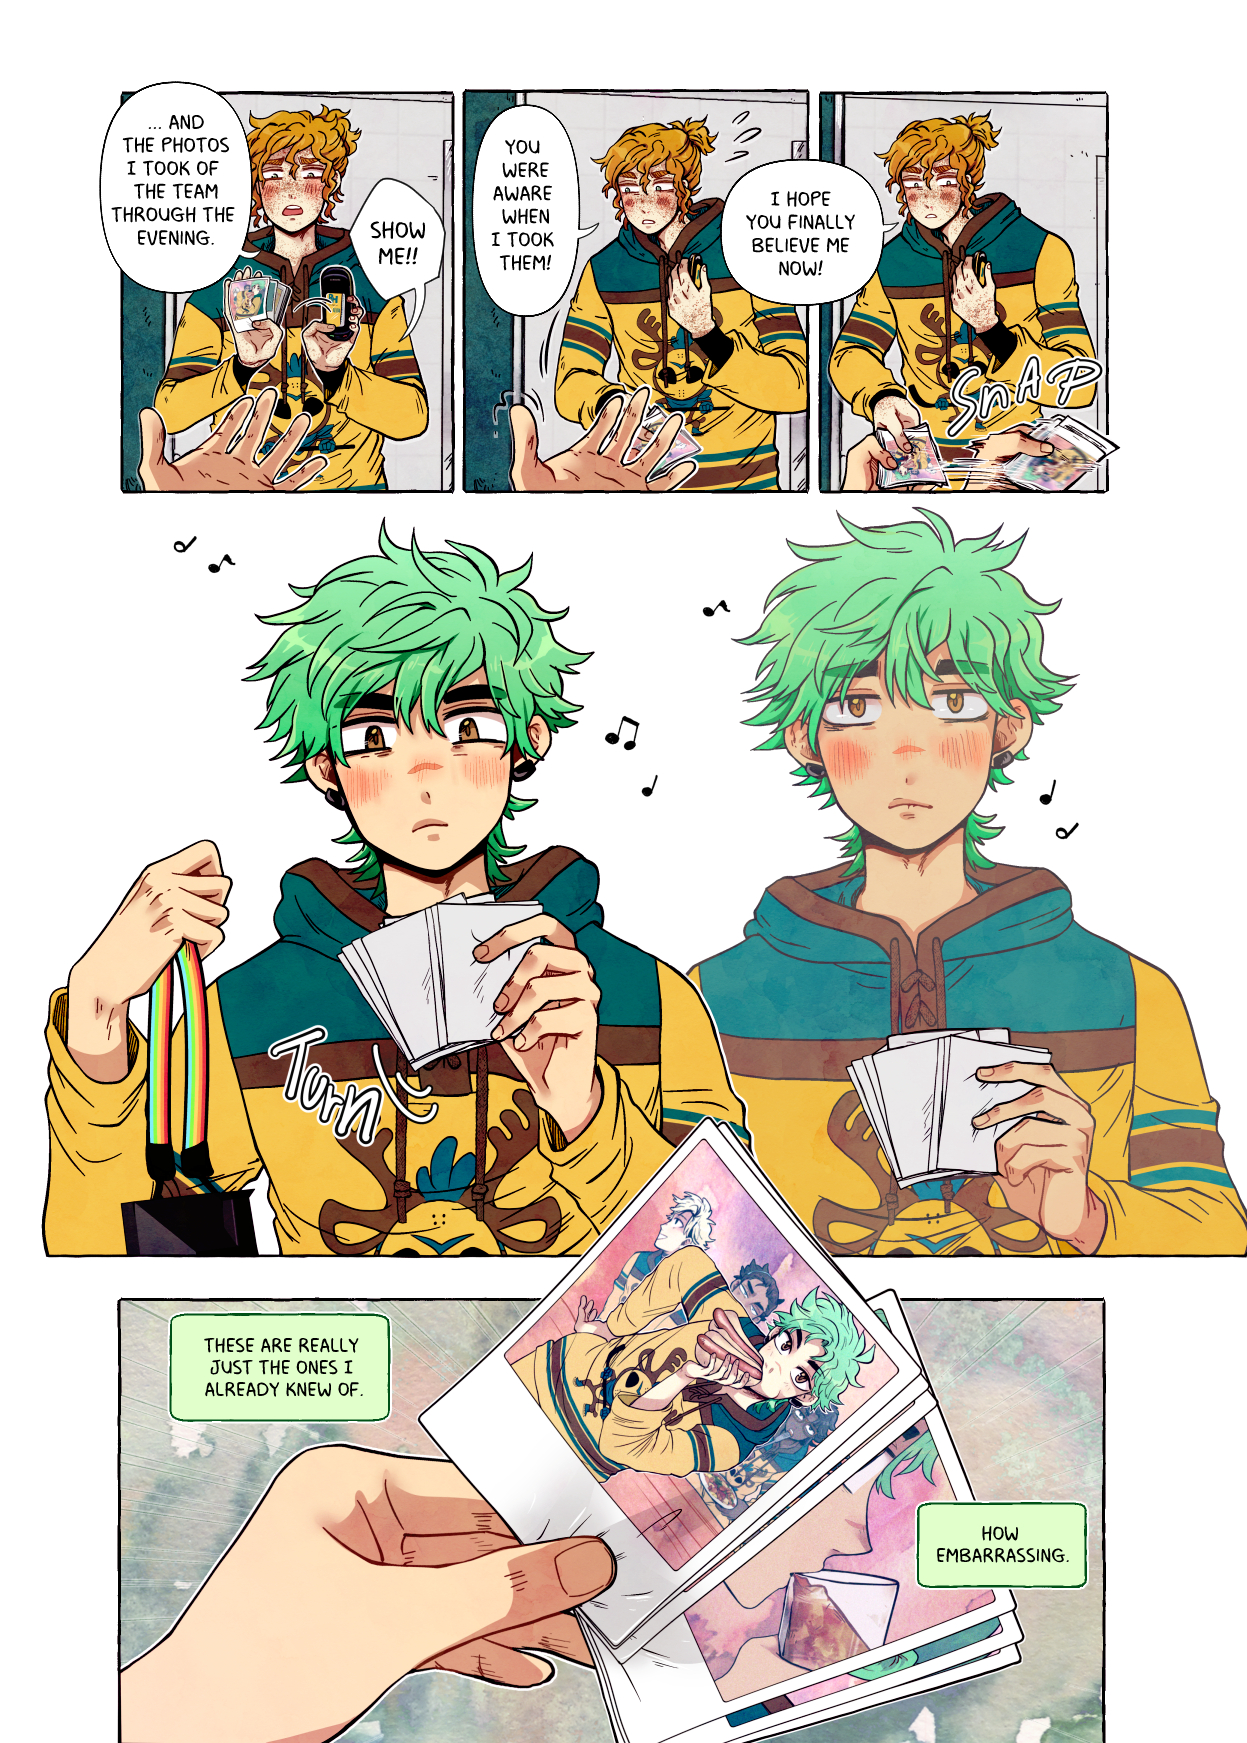 ... AND
THE PHOTOS
I TOOK OF
THE TEAM
THROUGH THE
EVENING.
SHOW
ME!!
YOU
WERE
AWARE
WHEN
I TOOK
THEM!
I HOPE
YOU FINALLY
BELIEVE ME
NOW!
SNAP
TURN
THESE ARE REALLY
JUST THE ONES I
ALREADY KNEW OF.
HOW
EMBARRASSING.